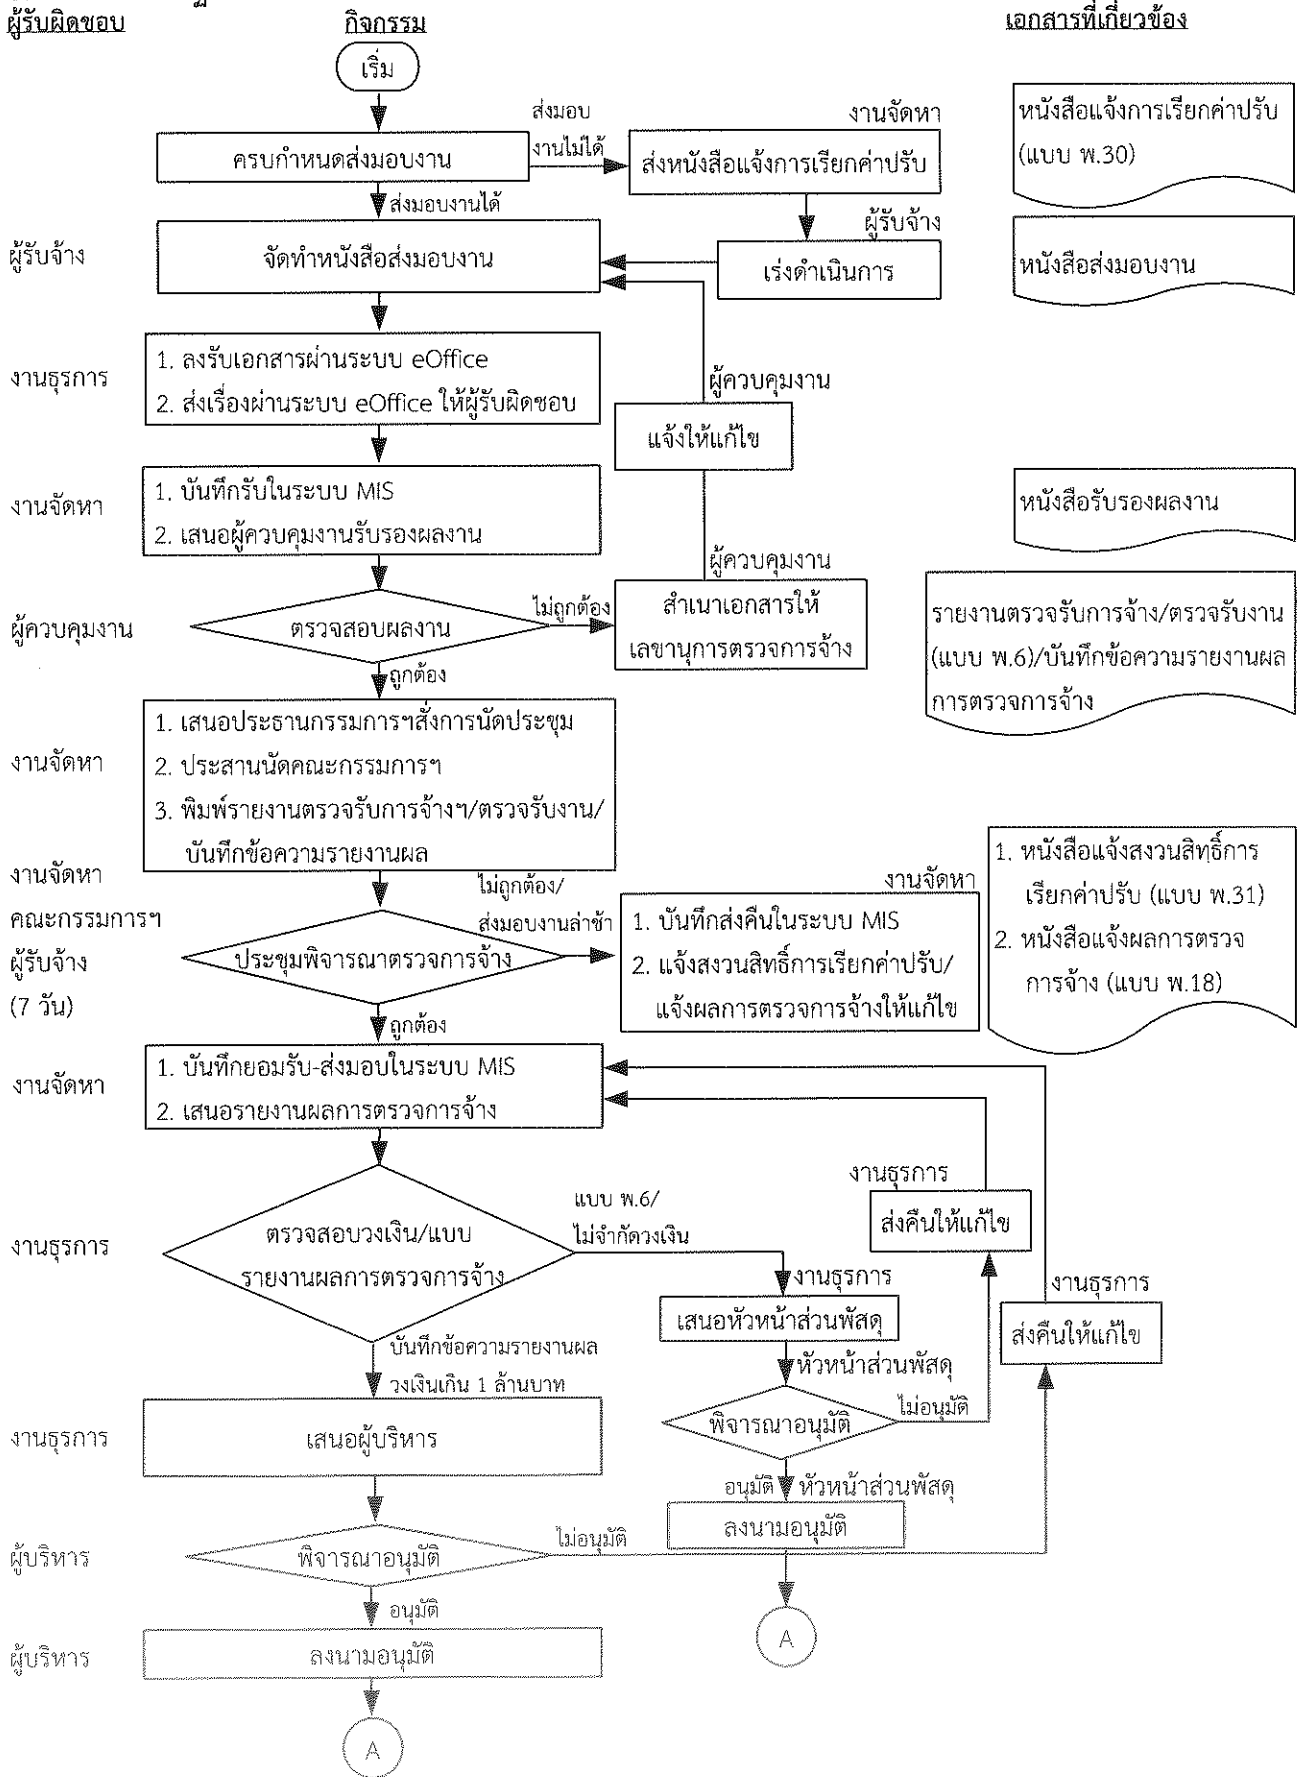 ผู้รับผิดชอบ
กิจกรรม
เอกสารที่เกี่ยวข้อง
เริ่ม
ครบกำหนดส่งมอบงาน
ส่งมอบ
งานไม่ได้
งานจัดหา
ส่งหนังสือแจ้งการเรียกค่าปรับ
หนังสือแจ้งการเรียกค่าปรับ
(แบบ พ.30)
ส่งมอบงานได้
ผู้รับจ้าง
จัดทำหนังสือส่งมอบงาน
ผู้รับจ้าง
เร่งดำเนินการ
หนังสือส่งมอบงาน
งานธุรการ
1. ลงรับเอกสารผ่านระบบ eOffice
2. ส่งเรื่องผ่านระบบ eOffice ให้ผู้รับผิดชอบ
ผู้ควบคุมงาน
แจ้งให้แก้ไข
งานจัดหา
1. บันทึกรับในระบบ MIS
2. เสนอผู้ควบคุมงานรับรองผลงาน
หนังสือรับรองผลงาน
ผู้ควบคุมงาน
ตรวจสอบผลงาน
ไม่ถูกต้อง
ผู้ควบคุมงาน
สำเนาเอกสารให้
เลขานุการตรวจการจ้าง
รายงานตรวจรับการจ้าง/ตรวจรับงาน
(แบบ พ.6)/บันทึกข้อความรายงานผล
การตรวจการจ้าง
ถูกต้อง
งานจัดหา
1. เสนอประธานกรรมการฯสั่งการนัดประชุม
2. ประสานนัดคณะกรรมการฯ
3. พิมพ์รายงานตรวจรับการจ้างฯ/ตรวจรับงาน/
บันทึกข้อความรายงานผล
งานจัดหา
คณะกรรมการฯ
ผู้รับจ้าง
(7 วัน)
ประชุมพิจารณาตรวจการจ้าง
ไม่ถูกต้อง/
ส่งมอบงานล่าช้า
งานจัดหา
1. บันทึกส่งคืนในระบบ MIS
2. แจ้งสงวนสิทธิ์การเรียกค่าปรับ/
แจ้งผลการตรวจการจ้างให้แก้ไข
1. หนังสือแจ้งสงวนสิทธิ์การ
เรียกค่าปรับ (แบบ พ.31)
2. หนังสือแจ้งผลการตรวจ
การจ้าง (แบบ พ.18)
ถูกต้อง
งานจัดหา
1. บันทึกยอมรับ-ส่งมอบในระบบ MIS
2. เสนอรายงานผลการตรวจการจ้าง
งานธุรการ
ตรวจสอบวงเงิน/แบบ
รายงานผลการตรวจการจ้าง
แบบ พ.6/
ไม่จำกัดวงเงิน
งานธุรการ
ส่งคืนให้แก้ไข
งานธุรการ
เสนอหัวหน้าส่วนพัสดุ
งานธุรการ
ส่งคืนให้แก้ไข
บันทึกข้อความรายงานผล
วงเงินเกิน 1 ล้านบาท
หัวหน้าส่วนพัสดุ
พิจารณาอนุมัติ
ไม่อนุมัติ
งานธุรการ
เสนอผู้บริหาร
อนุมัติ
หัวหน้าส่วนพัสดุ
ลงนามอนุมัติ
ผู้บริหาร
พิจารณาอนุมัติ
ไม่อนุมัติ
อนุมัติ
A
ผู้บริหาร
ลงนามอนุมัติ
A